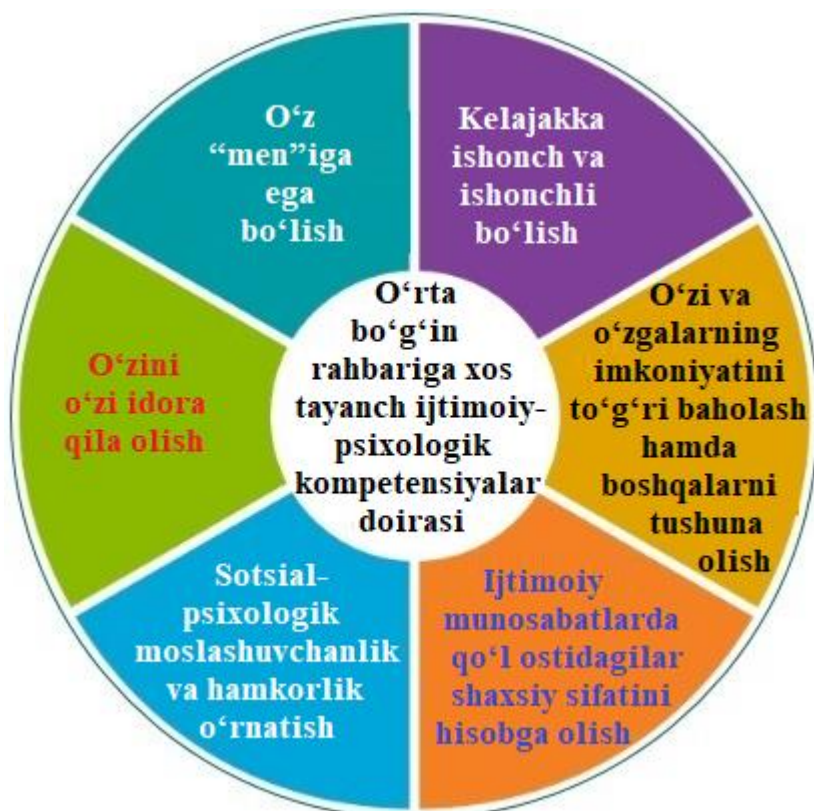 O‘z
“men”iga
ega
bo‘lish
Kelajakka
ishonch va
ishonchli
bo‘lish
O‘zi va
o‘zgalarning
imkoniyatini
to‘g‘ri baholash
hamda
boshqalarni
tushuna
olish
Ijtimoiy
munosabatlarda
qo‘l ostidagilar
shaxsiy sifatini
hisobga olish
Sotsial-
psixologik
moslashuvchanlik
va hamkorlik
o‘rnatish
O‘zini
o‘zi idora
qila olish
O‘rta
bo‘g‘in
rahbariga xos
tayanch ijtimoiy-
psixologik
kompetensiyalar
doirasi